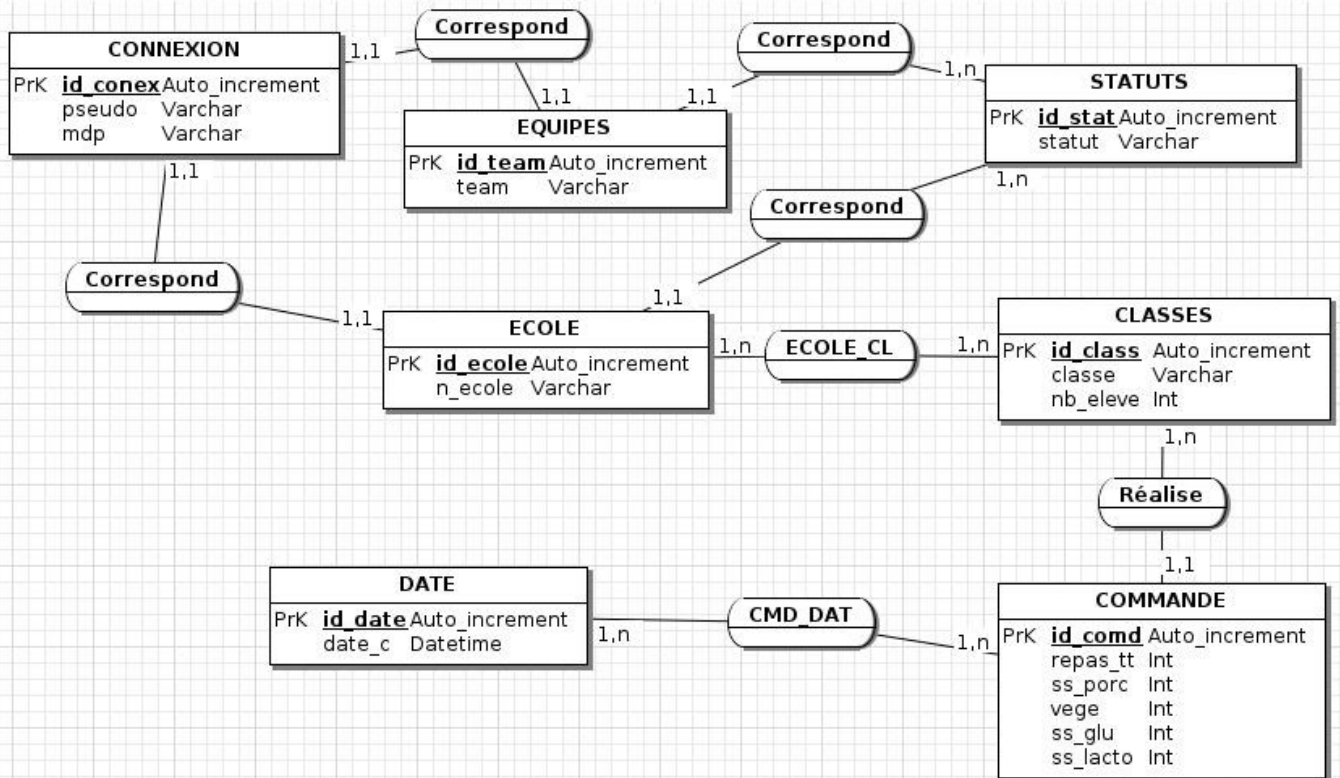 Correspond
Correspond
CONNEXION
1,1
PrK id_conex Auto_increment
pseudo Varchar
mdp Varchar
1,1
1,1
1,n
STATUTS
PrK id_stat Auto_increment
statut Varchar
EQUIPES
PrK id_team Auto_increment
team Varchar
1,1
1,n
Correspond
Correspond
1,1
1,1
ECOLE
PrK id_ecole Auto_increment
n_ecole Varchar
1,n
ECOLE_CL
1,n
CLASSES
PrK id_class Auto_increment
classe Varchar
nb_eleve Int
1,n
Réalise
1,1
DATE
PrK id_date Auto_increment
date_c Datetime
1,n
CMD_DAT
1,n
COMMANDE
PrK id_comd Auto_increment
repas_tt Int
ss_porc Int
vege Int
ss_glu Int
ss_lacto Int